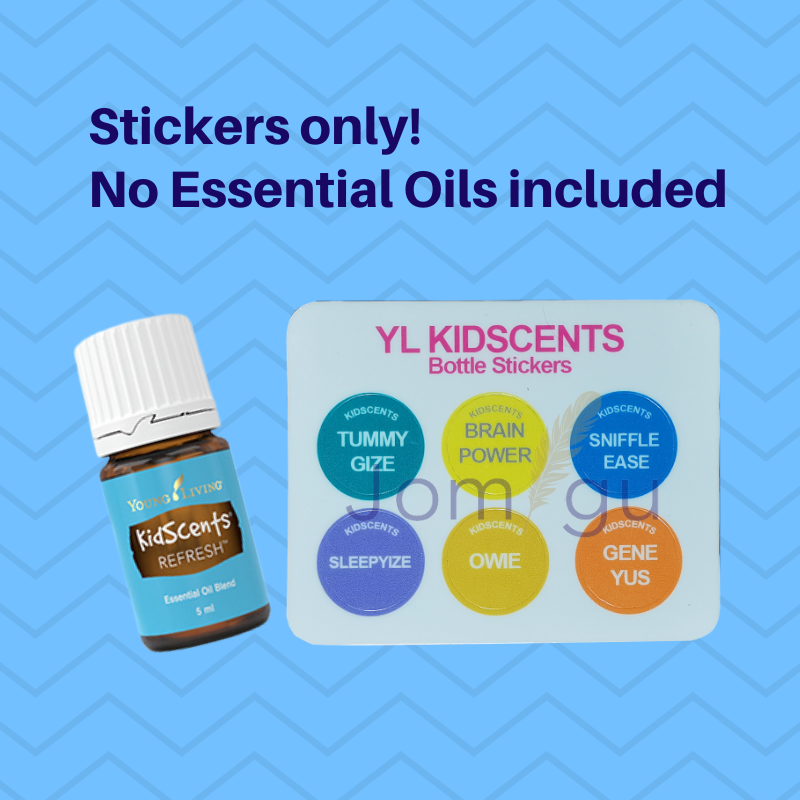 Stickers only!
No Essential Oils included
YOUNG LIVING
KidScents®
REFRESH™
Essential Oil Blend
5 ml
YL KIDSCENTS
Bottle Stickers
KIDSCENTS
TUMMY
GIZE
KIDSCENTS
BRAIN
POWER
KIDSCENTS
SNIFFLE
EASE
Jom gu
KIDSCENTS
SLEEPYIZE
KIDSCENTS
OWIE
KIDSCENTS
GENE
YUS